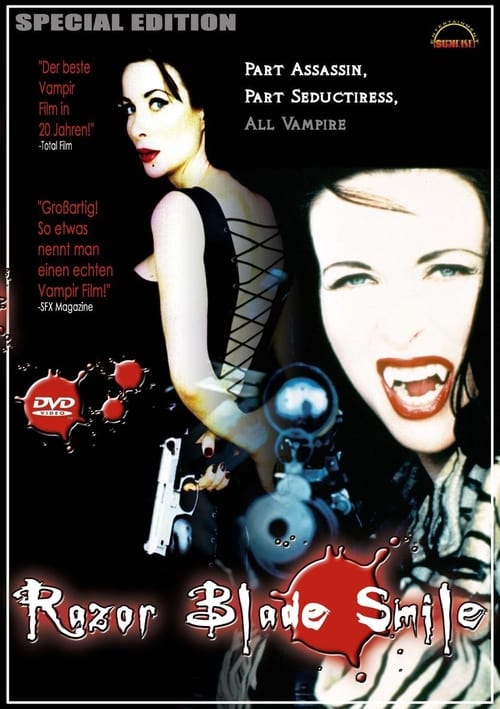 SPECIAL EDITION
ENTERTAINMENT
"Der beste
Vampir
Film in
20 Jahren!"
-Total Film
PART ASSASSIN,
PART SEDUCTIRESS,
ALL VAMPIRE
"Großartig!
So etwas
nennt man
einen echten
Vampir Film!"
-SFX Magazine
DVD
VIDEO
Razor Blade Smile